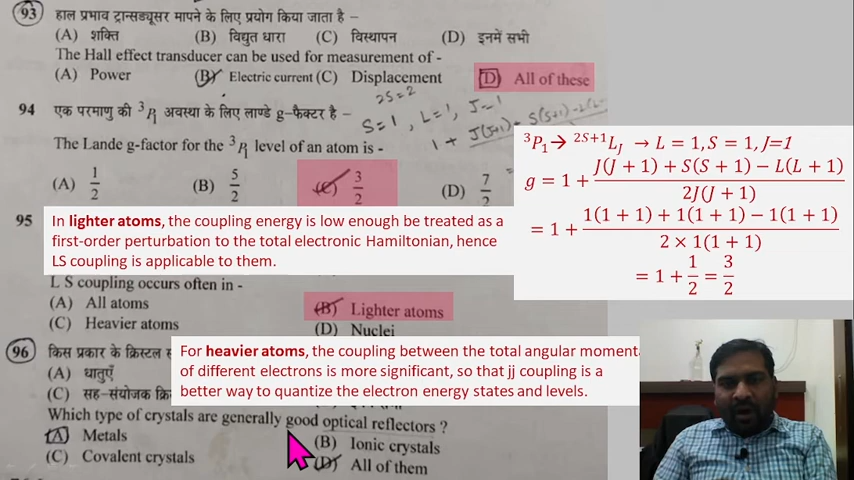 93 हाल प्रभाव ट्रान्सड्यूसर मापने के लिए प्रयोग किया जाता है –
(A) शक्ति (B) विद्युत धारा (C) विस्थापन (D) इनमें सभी
The Hall effect transducer can be used for measurement of -
(A) Power (B) Electric current (C) Displacement (D) All of these
2S=2
S=1, L=1, J=1
94 एक परमाणु की ³P₁ अवस्था के लिए लाण्डे g-फैक्टर है –
The Lande g-factor for the ³P₁ level of an atom is -
(A) 1/2 (B) 5/2 (C) 3/2 (D) 7/2
³P₁ → ²ˢ⁺¹L_J → L = 1, S = 1, J=1
g = 1 + (J(J + 1) + S(S + 1) − L(L + 1))/(2J(J + 1))
= 1 + (1(1 + 1) + 1(1 + 1) − 1(1 + 1))/(2 × 1(1 + 1))
= 1 + 1/2 = 3/2
95
In lighter atoms, the coupling energy is low enough be treated as a
first-order perturbation to the total electronic Hamiltonian, hence
LS coupling is applicable to them.
L S coupling occurs often in -
(A) All atoms (B) Lighter atoms
(C) Heavier atoms (D) Nuclei
96 किस प्रकार के क्रिस्टल
For heavier atoms, the coupling between the total angular moment
of different electrons is more significant, so that jj coupling is a
better way to quantize the electron energy states and levels.
(A) धातुएँ
(C) सह-संयोजक
Which type of crystals are generally good optical reflectors ?
(A) Metals (B) Ionic crystals
(C) Covalent crystals (D) All of them